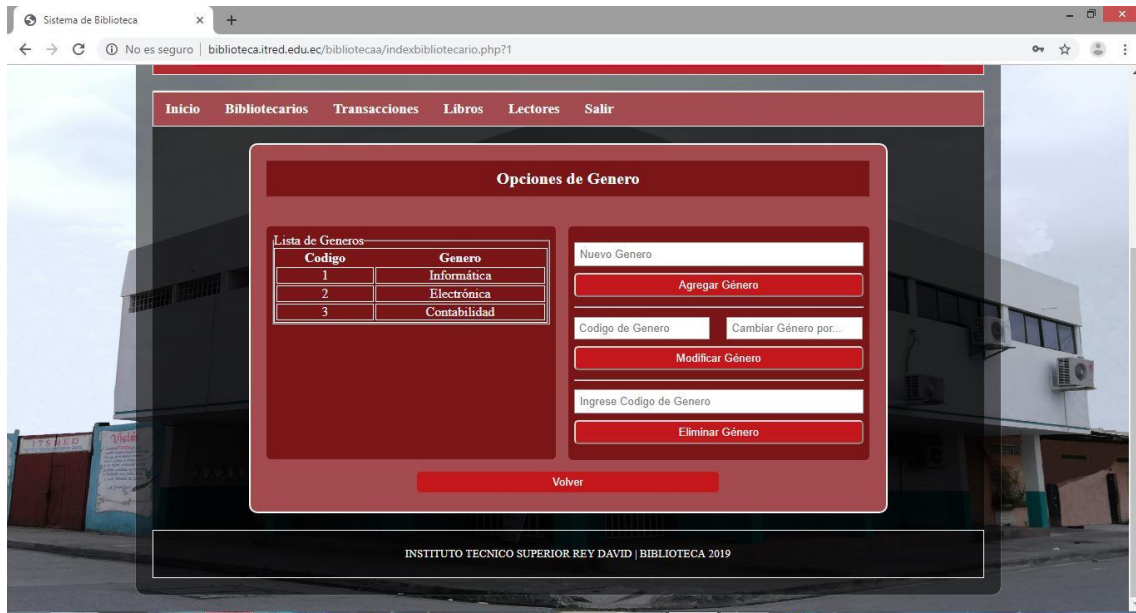 Sistema de Biblioteca
No es seguro | biblioteca.itred.edu.ec/bibliotecaa/indexbibliotecario.php?1
Inicio Bibliotecarios Transacciones Libros Lectores Salir
Opciones de Genero
Lista de Generos
Codigo Genero
1 Informática
2 Electrónica
3 Contabilidad
Nuevo Genero
Agregar Género
Codigo de Genero Cambiar Género por...
Modificar Género
Ingrese Codigo de Genero
Eliminar Género
Volver
ITSRED
Visión
INSTITUTO TECNICO SUPERIOR REY DAVID | BIBLIOTECA 2019